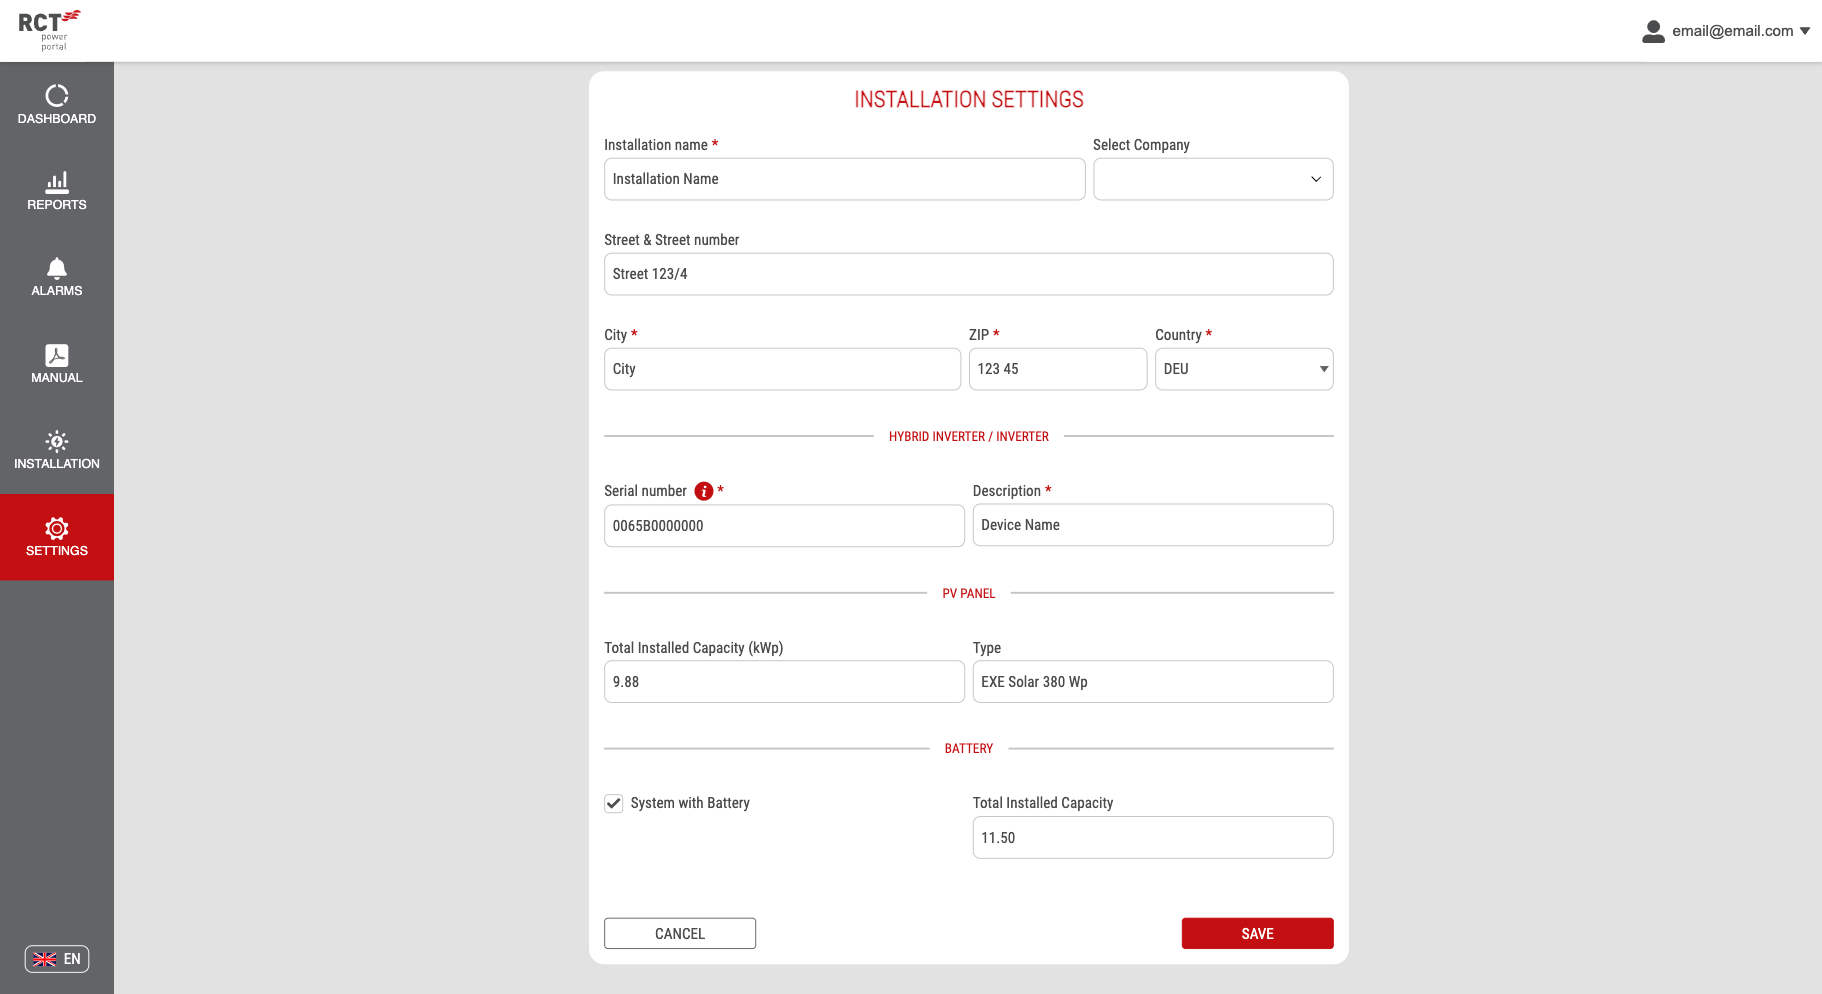 RCT
power
portal
email@email.com
DASHBOARD
REPORTS
ALARMS
MANUAL
INSTALLATION
SETTINGS
EN
INSTALLATION SETTINGS
Installation name * Select Company
Installation Name
Street & Street number
Street 123/4
City * ZIP * Country *
City 123 45 DEU
HYBRID INVERTER / INVERTER
Serial number i * Description *
0065B0000000 Device Name
PV PANEL
Total Installed Capacity (kWp) Type
9.88 EXE Solar 380 Wp
BATTERY
System with Battery Total Installed Capacity
11.50
CANCEL SAVE